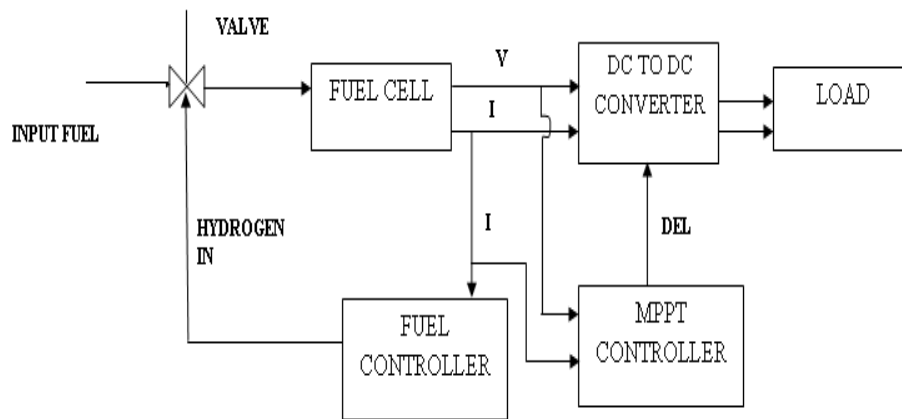 VALVE
INPUT FUEL
FUEL CELL
V
I
DC TO DC
CONVERTER
LOAD
HYDROGEN
IN
I
DEL
FUEL
CONTROLLER
MPPT
CONTROLLER